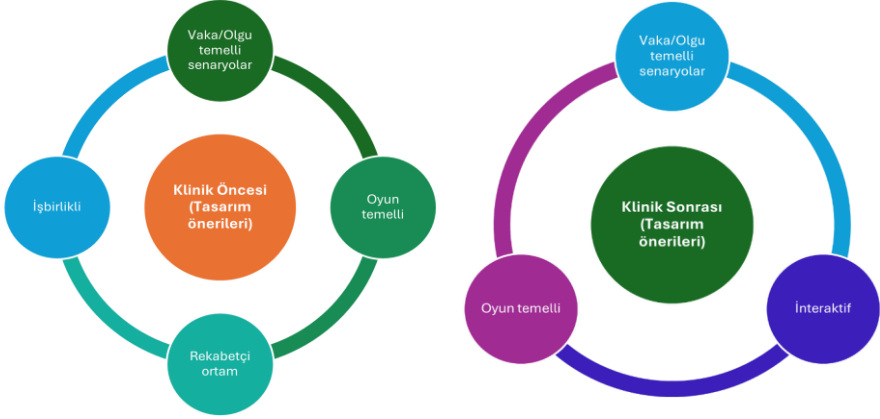 Vaka/Olgu
temelli
senaryolar
İşbirlikli
Klinik Öncesi
(Tasarım
önerileri)
Oyun
temelli
Rekabetçi
ortam
Vaka/Olgu
temelli
senaryolar
Klinik Sonrası
(Tasarım
önerileri)
Oyun temelli
İnteraktif